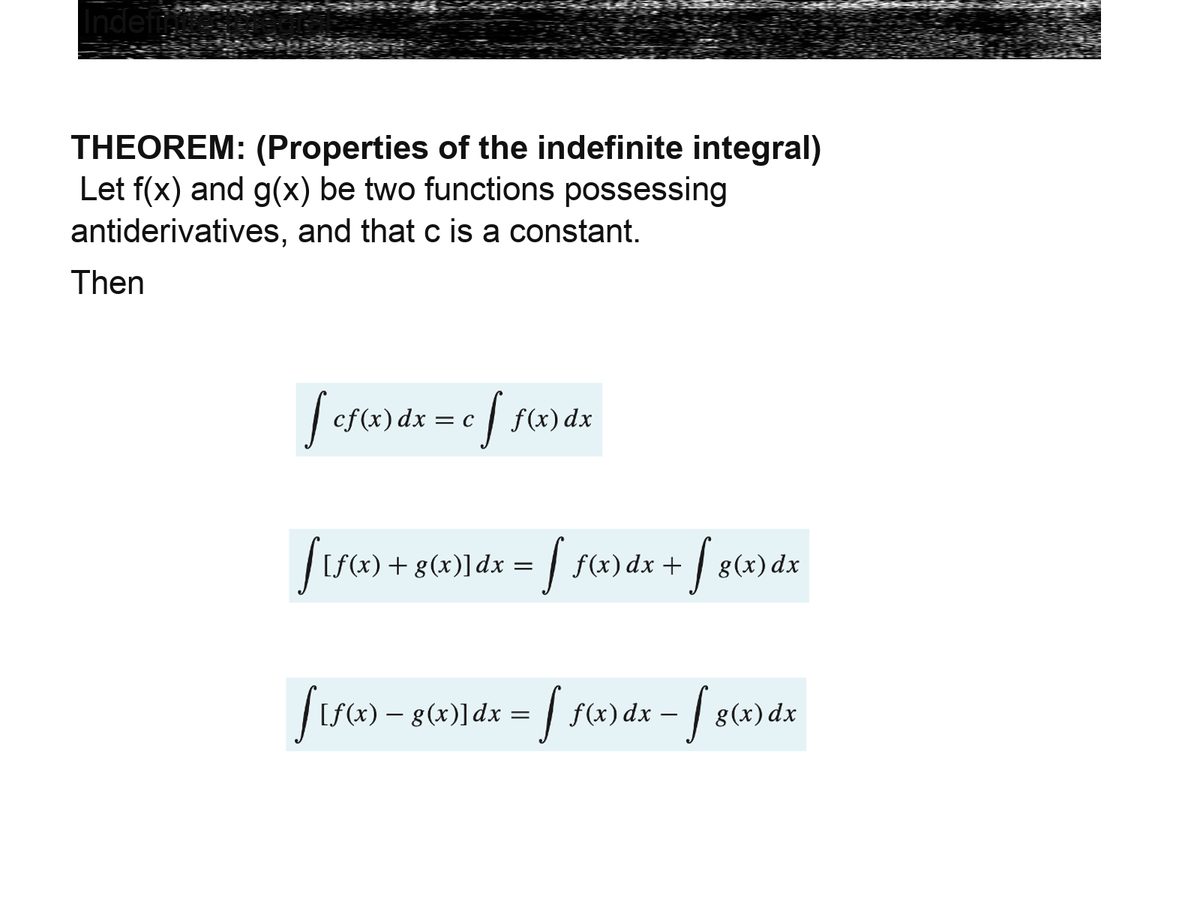 THEOREM: (Properties of the indefinite integral)
Let f(x) and g(x) be two functions possessing
antiderivatives, and that c is a constant.
Then
∫ cf(x) dx = c ∫ f(x) dx
∫ [f(x) + g(x)] dx = ∫ f(x) dx + ∫ g(x) dx
∫ [f(x) − g(x)] dx = ∫ f(x) dx − ∫ g(x) dx